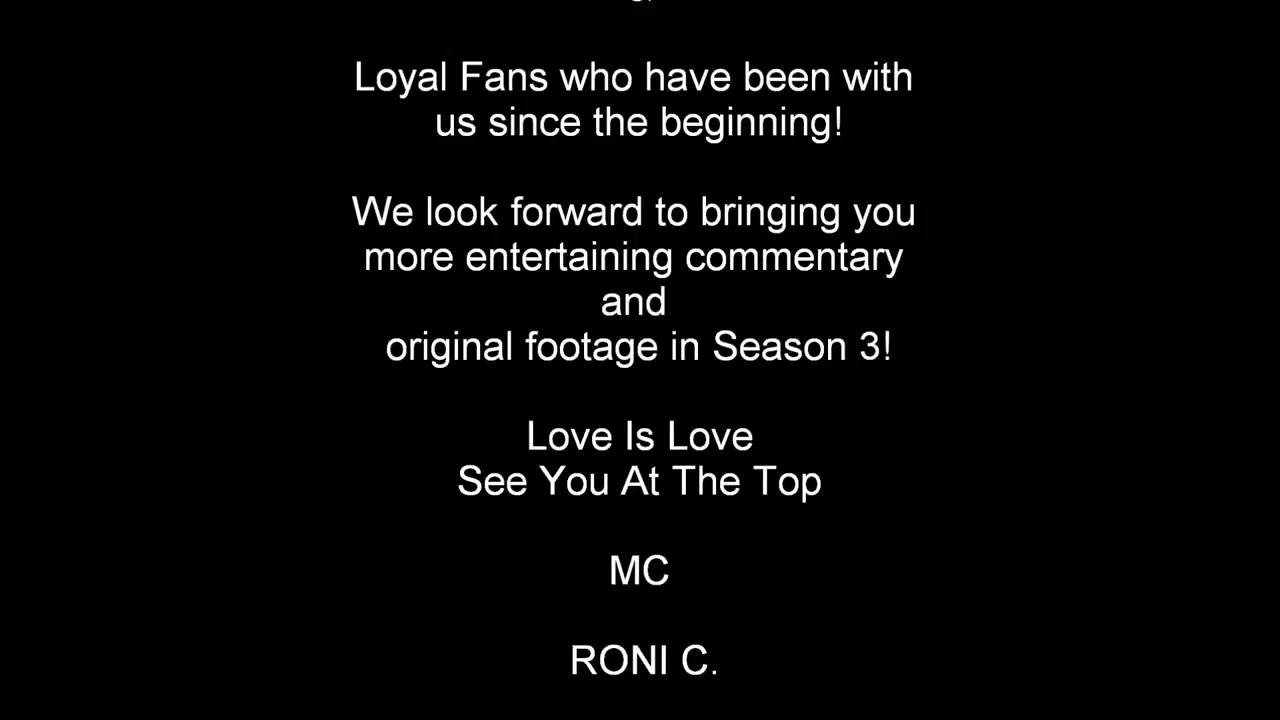 Loyal Fans who have been with
us since the beginning!
We look forward to bringing you
more entertaining commentary
and
original footage in Season 3!
Love Is Love
See You At The Top
MC
RONI C.